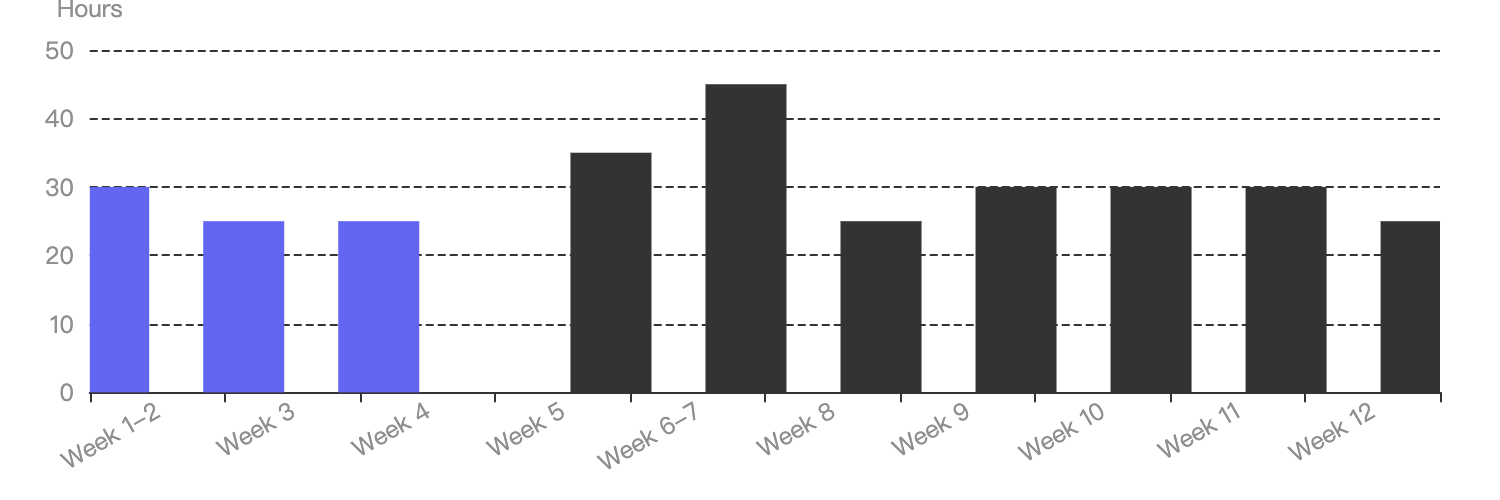 Hours
50
40
30
20
10
0
Week 1–2
Week 3
Week 4
Week 5
Week 6–7
Week 8
Week 9
Week 10
Week 11
Week 12